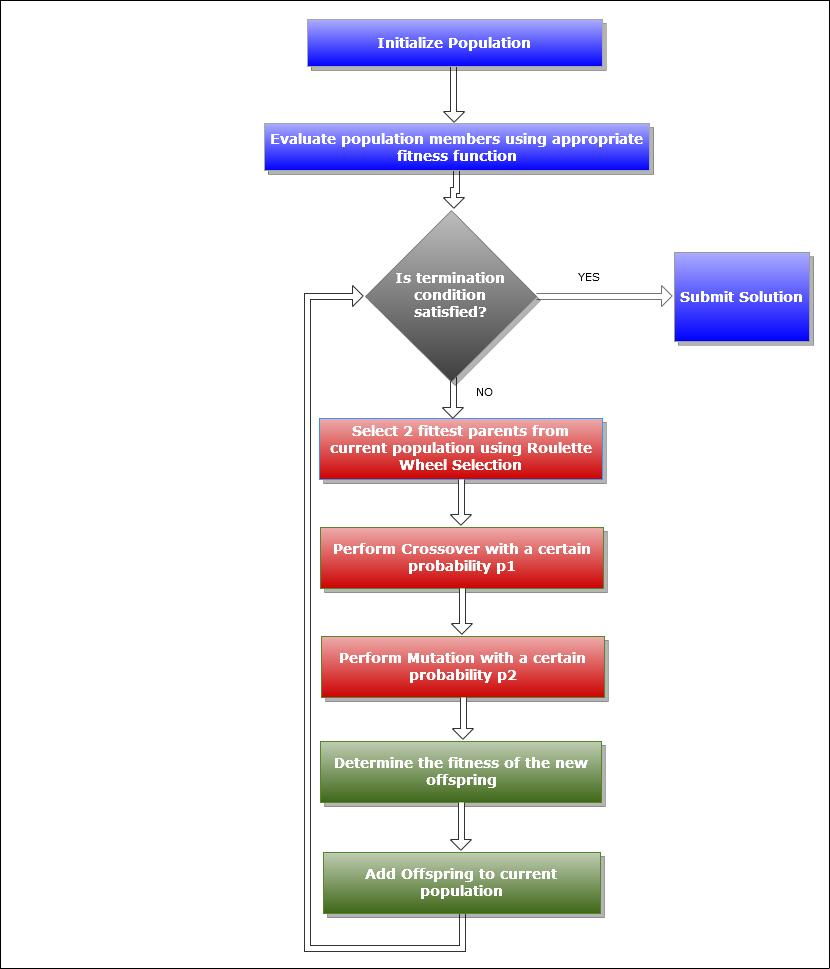 Initialize Population
Evaluate population members using appropriate
fitness function
Is termination
condition
satisfied?
YES
Submit Solution
NO
Select 2 fittest parents from
current population using Roulette
Wheel Selection
Perform Crossover with a certain
probability p1
Perform Mutation with a certain
probability p2
Determine the fitness of the new
offspring
Add Offspring to current
population